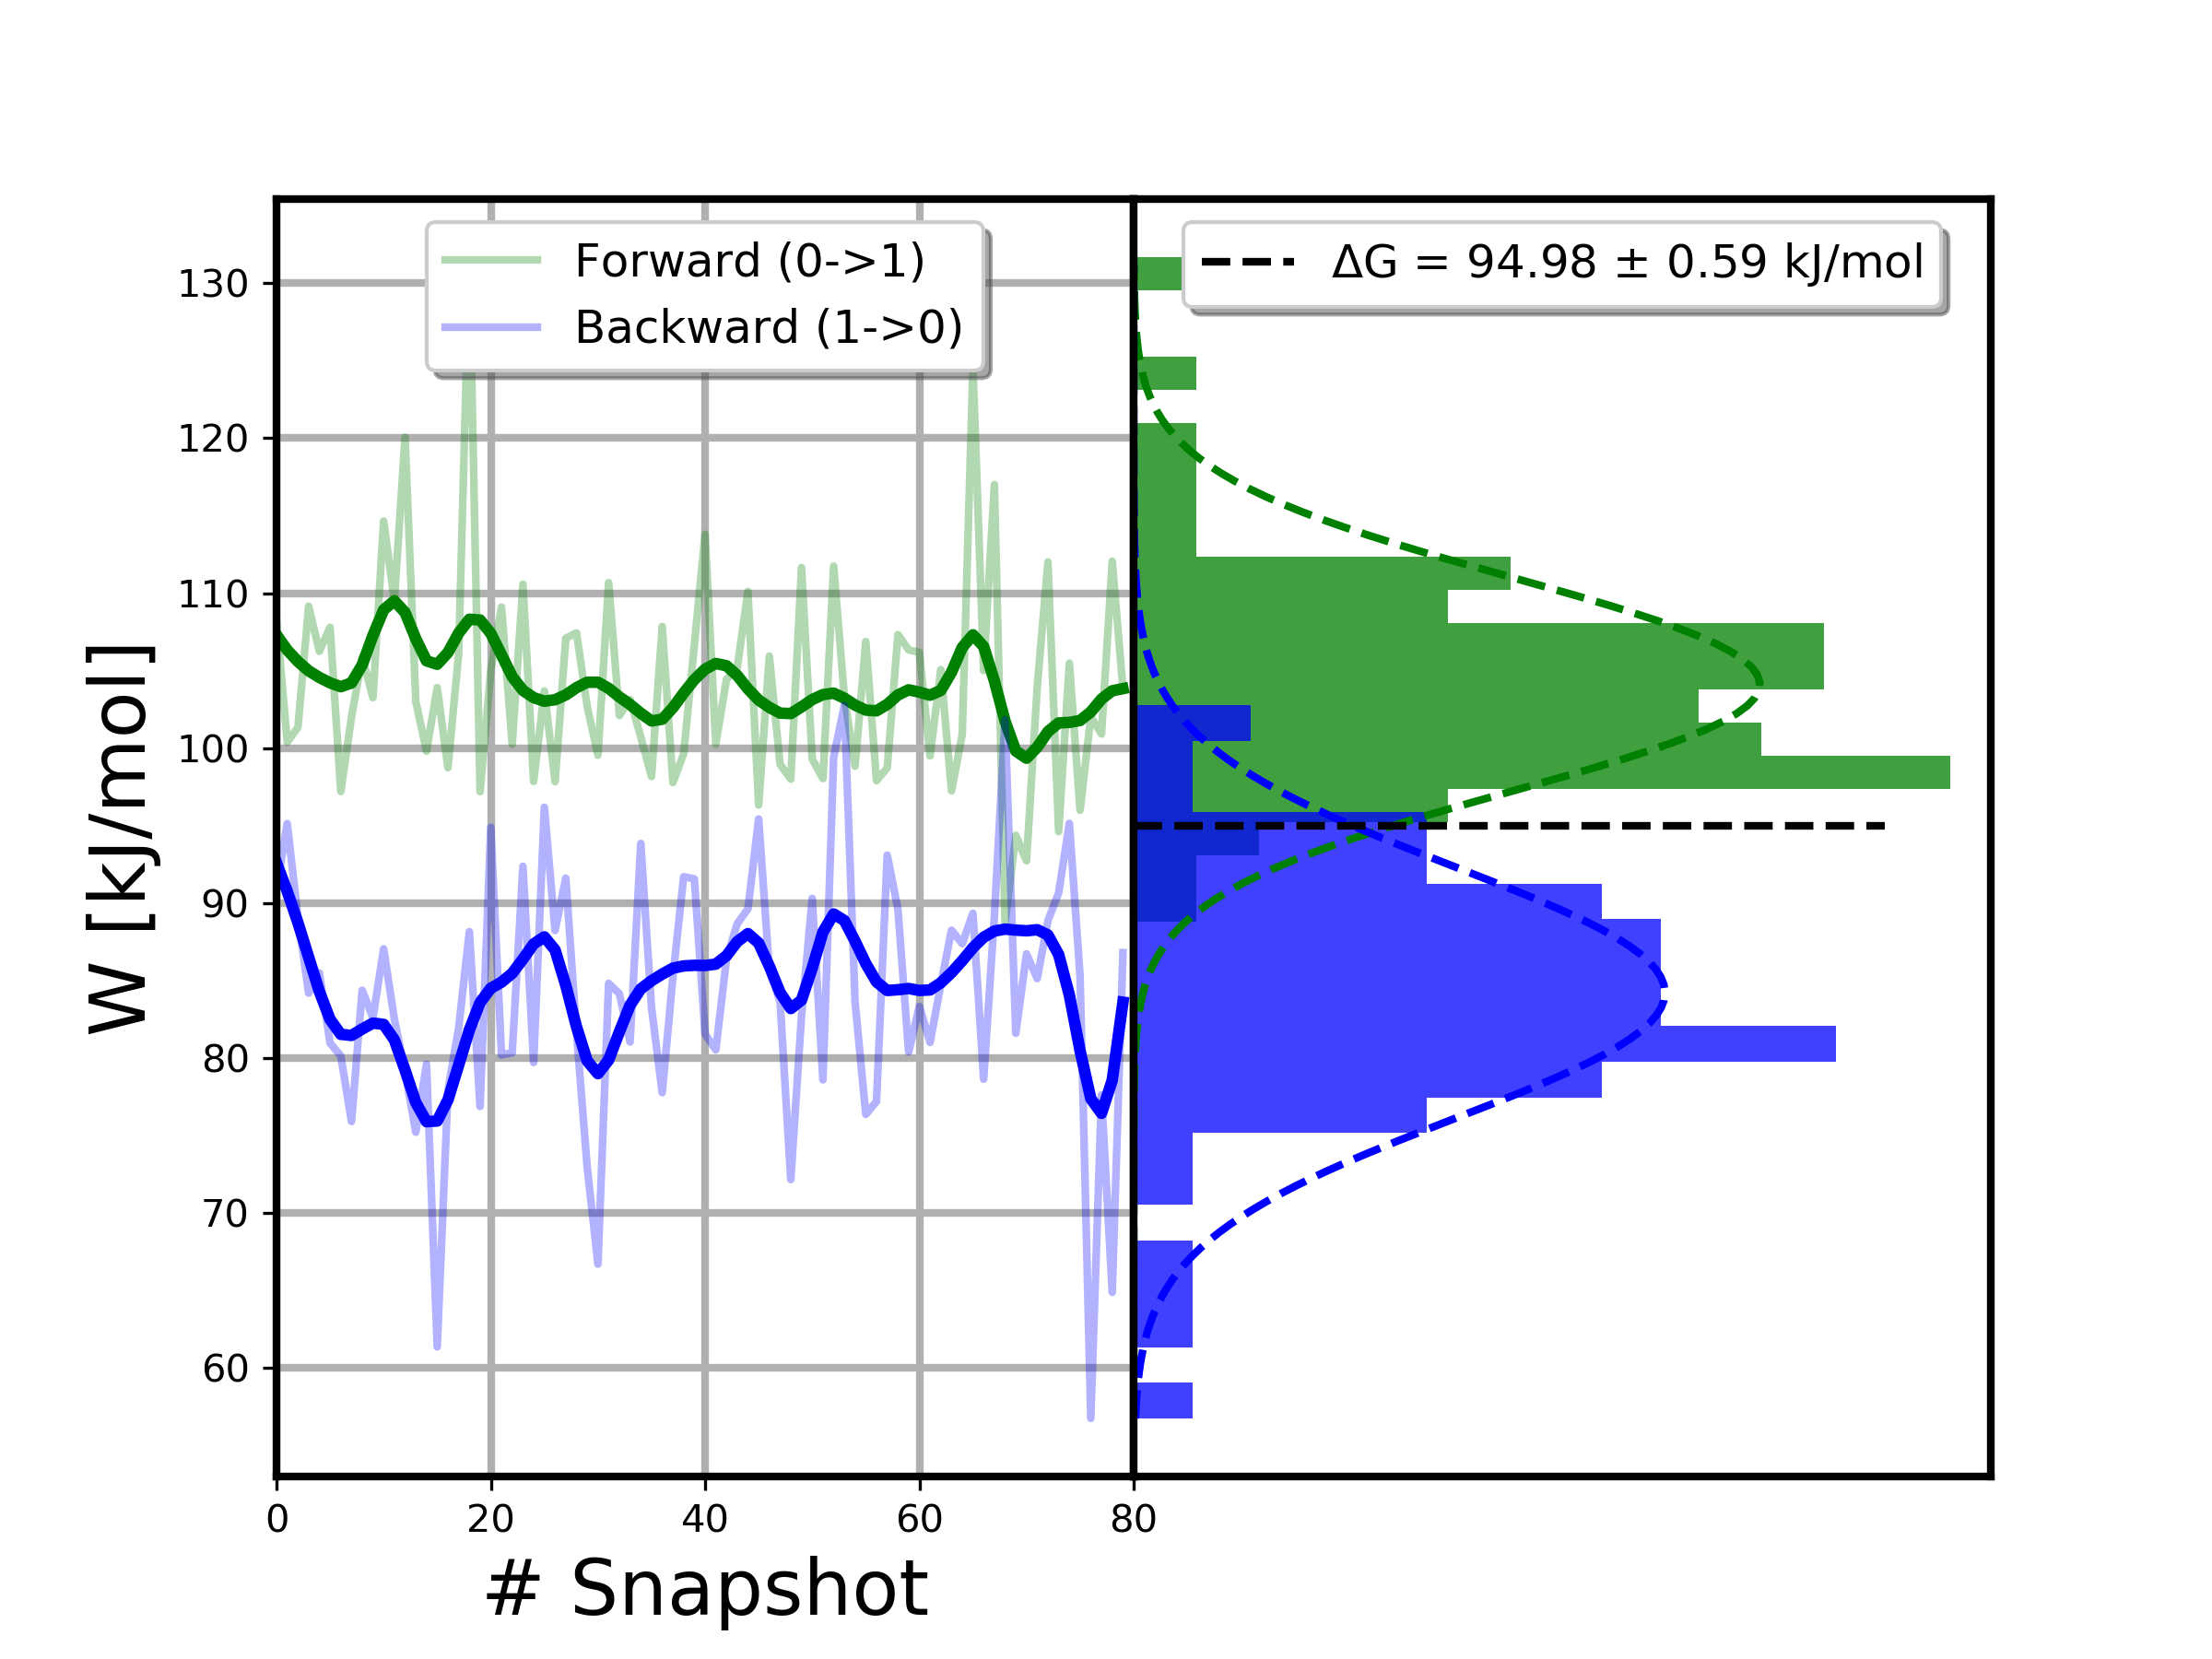 Forward (0->1)
Backward (1->0)
ΔG = 94.98 ± 0.59 kJ/mol
W [kJ/mol]
130
120
110
100
90
80
70
60
0 20 40 60 80
# Snapshot